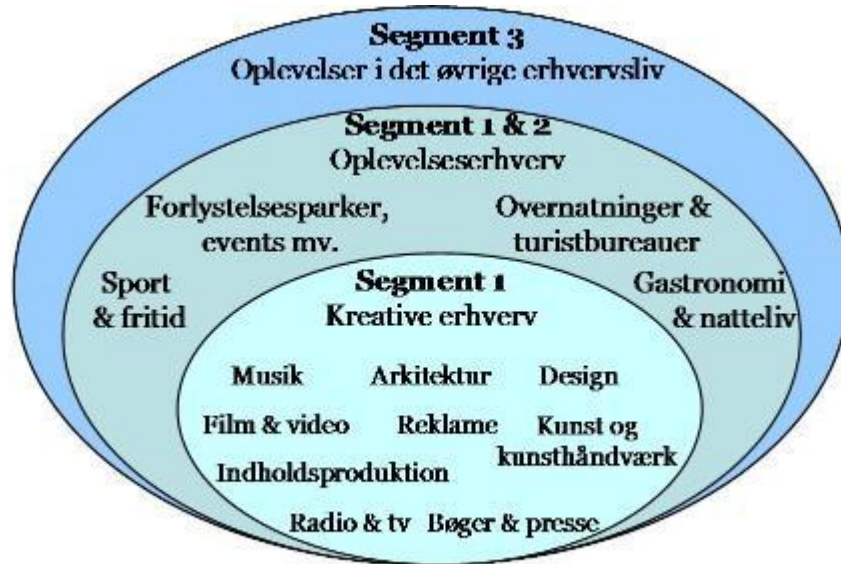 Segment 3
Oplevelser i det øvrige erhvervsliv
Segment 1 & 2
Oplevelseserhverv
Forlystelsesparker,
events mv.
Overnatninger &
turistbureauer
Sport
& fritid
Gastronomi
& natteliv
Segment 1
Kreative erhverv
Musik
Arkitektur
Design
Film & video
Reklame
Kunst og
kunsthåndværk
Indholdsproduktion
Radio & tv
Bøger & presse